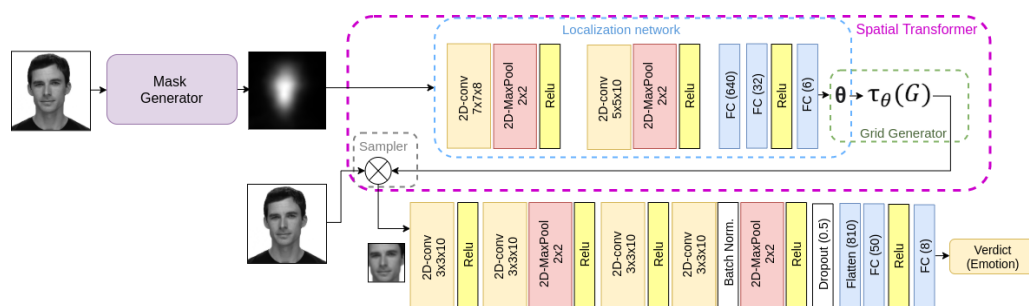 Spatial Transformer
Localization network
Mask
Generator
2D-conv
7x7x8
2D-MaxPool
2x2
Relu
2D-conv
5x5x10
2D-MaxPool
2x2
Relu
FC (640)
FC (32)
Relu
FC (6)
θ
τθ(G)
Grid Generator
Sampler
2D-conv
3x3x10
Relu
2D-conv
3x3x10
2D-MaxPool
2x2
Relu
2D-conv
3x3x10
Relu
2D-conv
3x3x10
Batch Norm.
2D-MaxPool
2x2
Relu
Dropout (0.5)
Flatten (810)
FC (50)
Relu
FC (8)
Verdict
(Emotion)